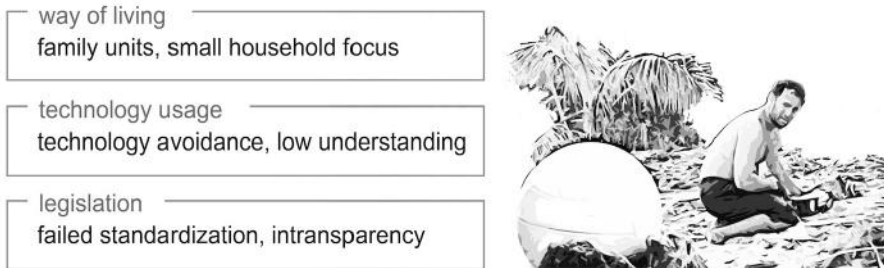 way of living
family units, small household focus
technology usage
technology avoidance, low understanding
legislation
failed standardization, intransparency